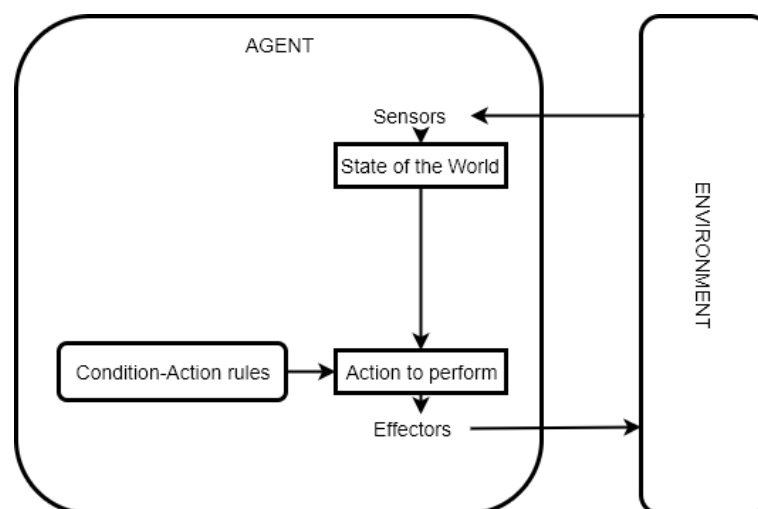 AGENT
Sensors
State of the World
ENVIRONMENT
Condition-Action rules
Action to perform
Effectors